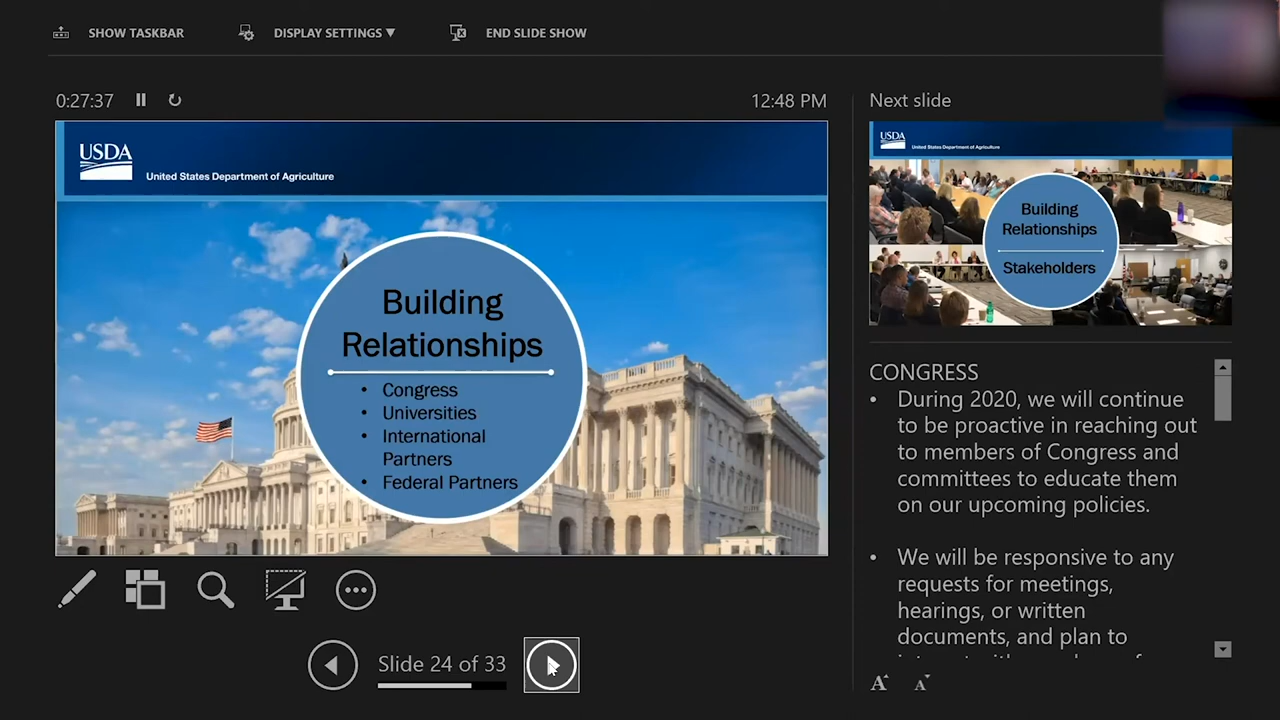 SHOW TASKBAR
DISPLAY SETTINGS ▼
END SLIDE SHOW
0:27:37
12:48 PM
USDA
United States Department of Agriculture
Building
Relationships
• Congress
• Universities
• International
Partners
• Federal Partners
Slide 24 of 33
Next slide
USDA
United States Department of Agriculture
Building
Relationships
Stakeholders
CONGRESS
• During 2020, we will continue
to be proactive in reaching out
to members of Congress and
committees to educate them
on our upcoming policies.
• We will be responsive to any
requests for meetings,
hearings, or written
documents, and plan to
A A